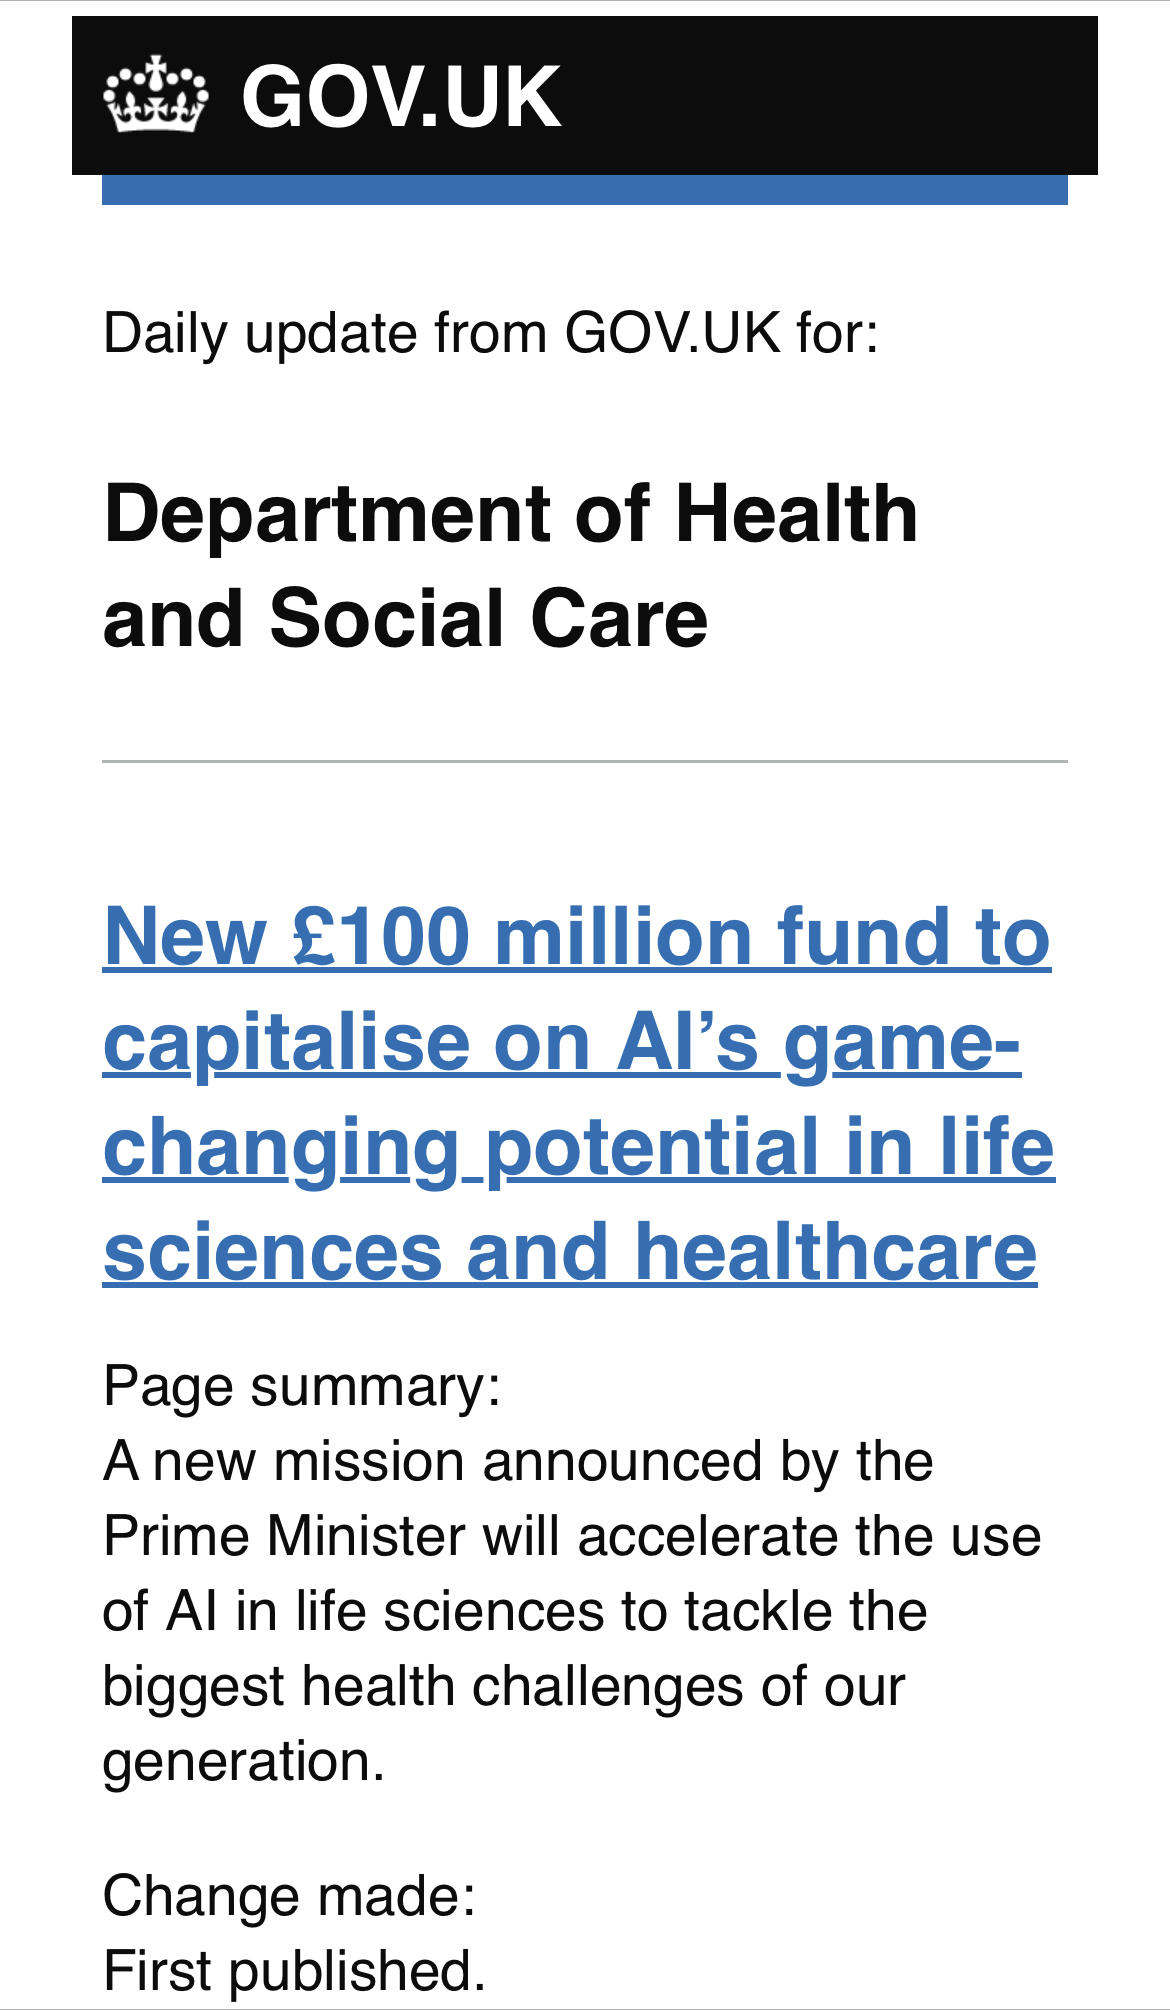 GOV.UK
Daily update from GOV.UK for:
Department of Health
and Social Care
New £100 million fund to
capitalise on AI’s game-
changing potential in life
sciences and healthcare
Page summary:
A new mission announced by the
Prime Minister will accelerate the use
of AI in life sciences to tackle the
biggest health challenges of our
generation.
Change made:
First published.